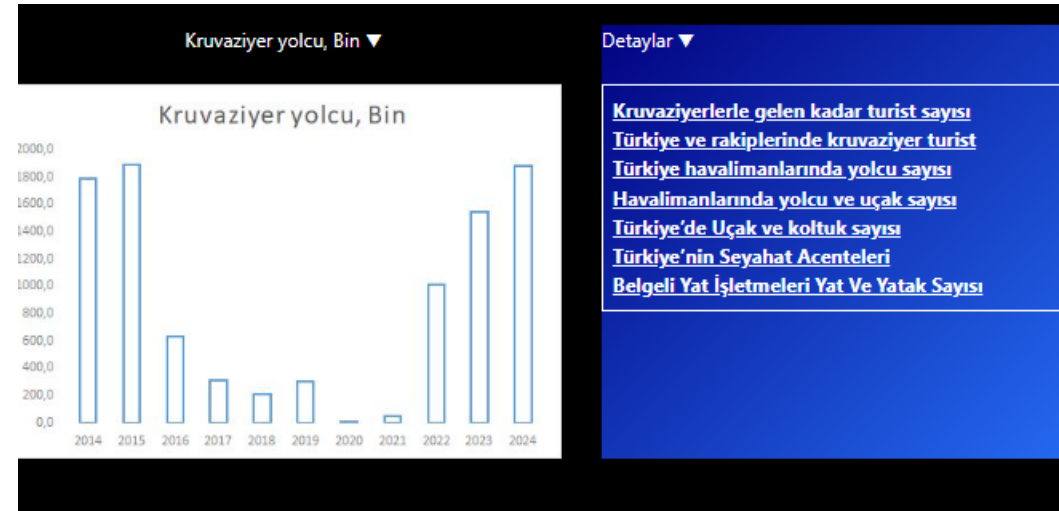 Kruvaziyer yolcu, Bin ▼
Kruvaziyer yolcu, Bin
2000,0
1800,0
1600,0
1400,0
1200,0
1000,0
800,0
600,0
400,0
200,0
0,0
2014 2015 2016 2017 2018 2019 2020 2021 2022 2023 2024
Detaylar ▼
Kruvaziyerlerle gelen kadar turist sayısı
Türkiye ve rakiplerinde kruvaziyer turist
Türkiye havalimanlarında yolcu sayısı
Havalimanlarında yolcu ve uçak sayısı
Türkiye’de Uçak ve koltuk sayısı
Türkiye’nin Seyahat Acenteleri
Belgeli Yat İşletmeleri Yat Ve Yatak Sayısı